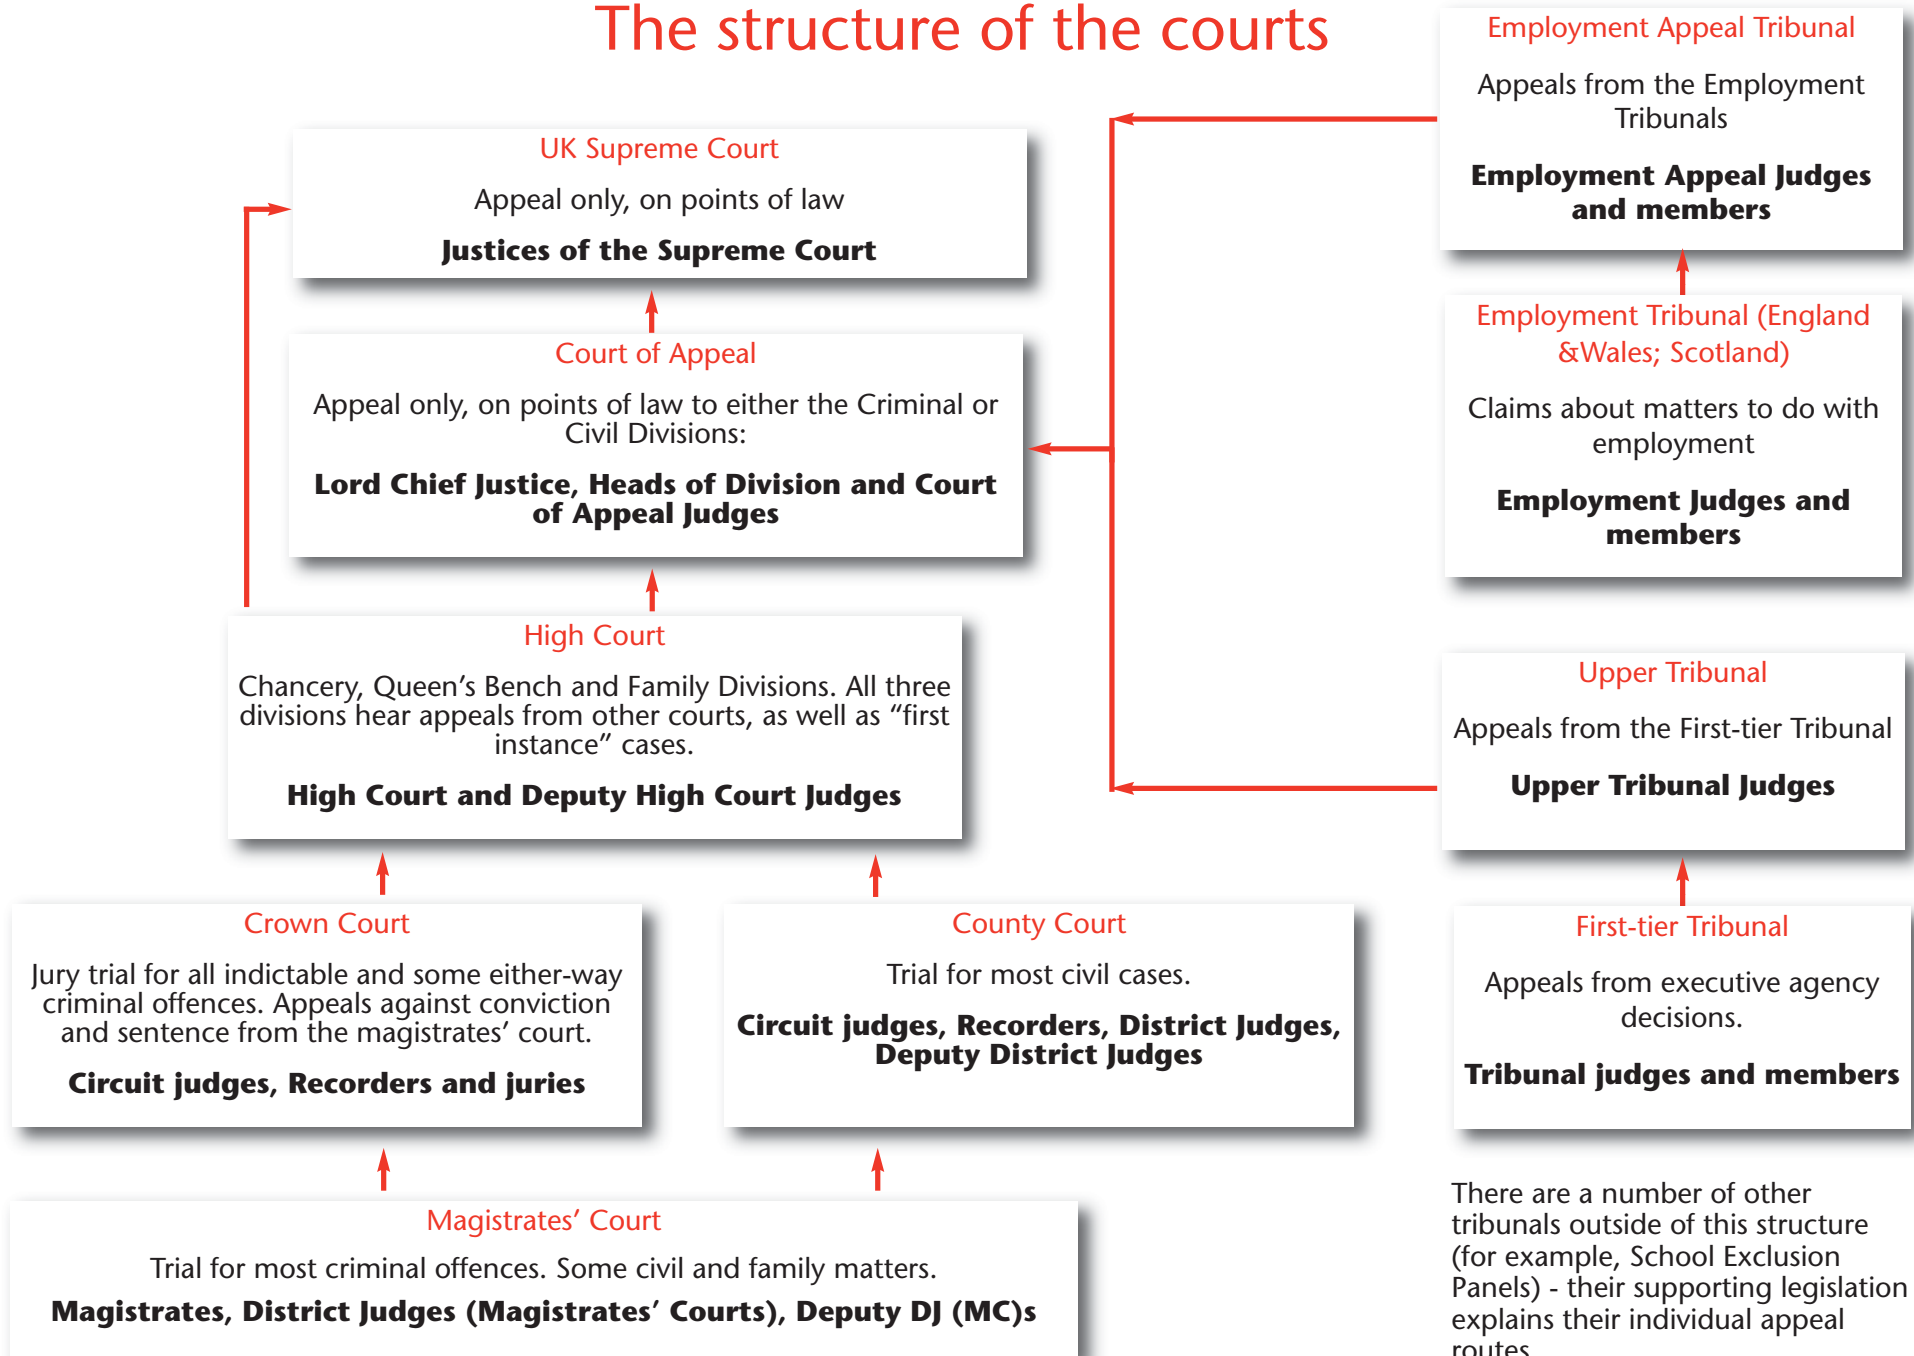 The structure of the courts
UK Supreme Court
Appeal only, on points of law
Justices of the Supreme Court
Court of Appeal
Appeal only, on points of law to either the Criminal or
Civil Divisions:
Lord Chief Justice, Heads of Division and Court
of Appeal Judges
High Court
Chancery, Queen’s Bench and Family Divisions. All three
divisions hear appeals from other courts, as well as “first
instance” cases.
High Court and Deputy High Court Judges
Crown Court
Jury trial for all indictable and some either-way
criminal offences. Appeals against conviction
and sentence from the magistrates’ court.
Circuit judges, Recorders and juries
County Court
Trial for most civil cases.
Circuit judges, Recorders, District Judges,
Deputy District Judges
Magistrates’ Court
Trial for most criminal offences. Some civil and family matters.
Magistrates, District Judges (Magistrates’ Courts), Deputy DJ (MC)s
Employment Appeal Tribunal
Appeals from the Employment
Tribunals
Employment Appeal Judges
and members
Employment Tribunal (England
&Wales; Scotland)
Claims about matters to do with
employment
Employment Judges and
members
Upper Tribunal
Appeals from the First-tier Tribunal
Upper Tribunal Judges
First-tier Tribunal
Appeals from executive agency
decisions.
Tribunal judges and members
There are a number of other
tribunals outside of this structure
(for example, School Exclusion
Panels) - their supporting legislation
explains their individual appeal
routes